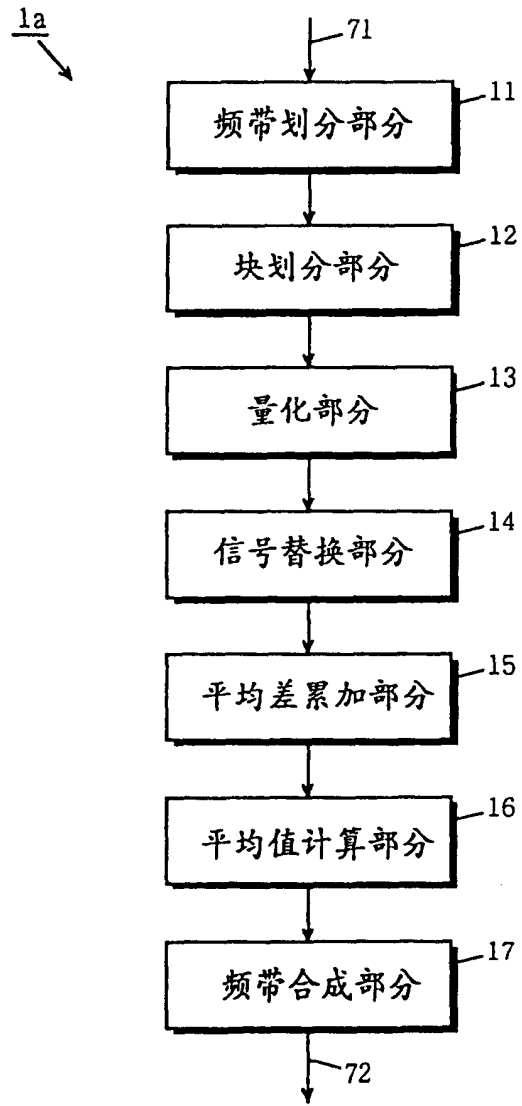 1a
71
11
频带划分部分
12
块划分部分
13
量化部分
14
信号替换部分
15
平均差累加部分
16
平均值计算部分
17
频带合成部分
72